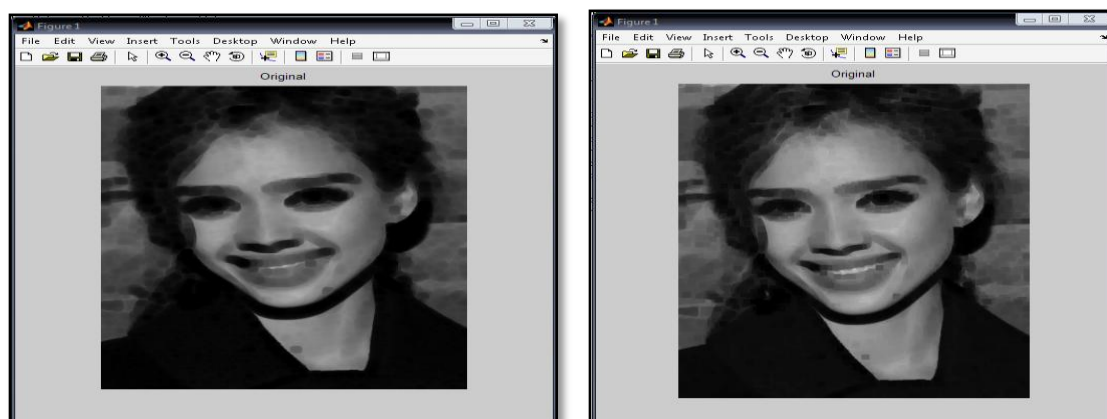 Figure 1
File Edit View Insert Tools Desktop Window Help
Original
Figure 1
File Edit View Insert Tools Desktop Window Help
Original